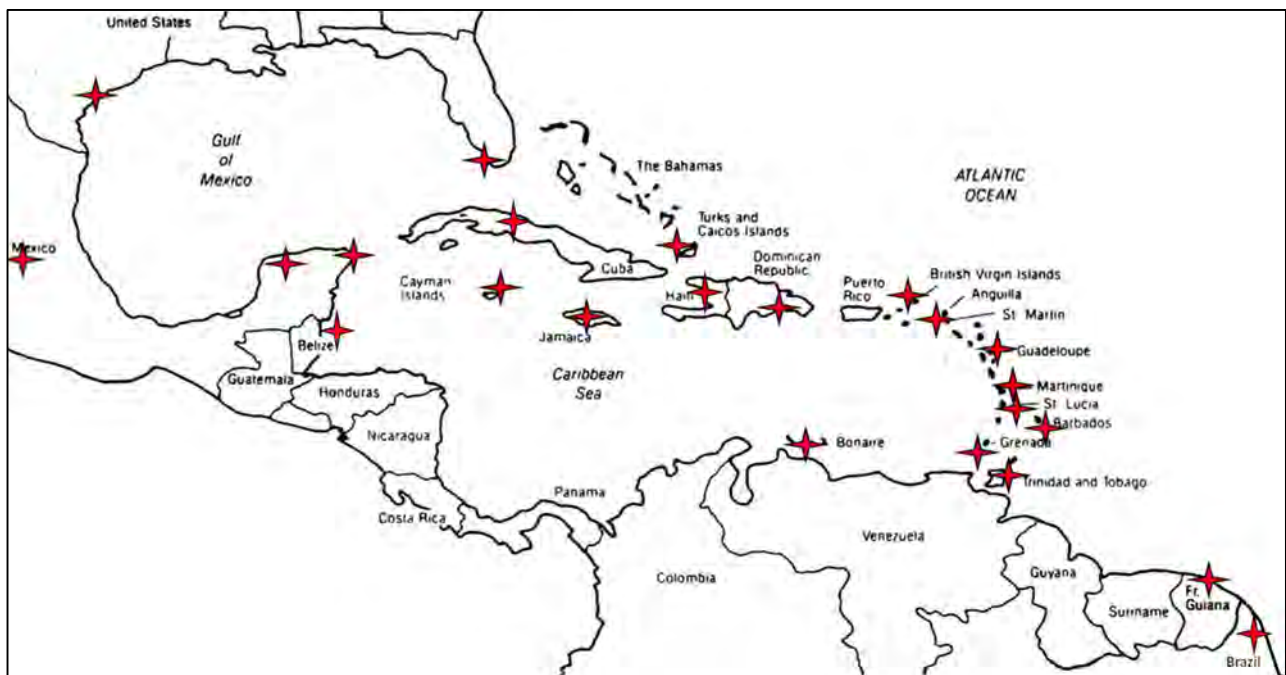 United States
Gulf
of
Mexico
The Bahamas
ATLANTIC
OCEAN
Turks and
Caicos Islands
Mexico
Dominican
Republic
Cuba
Cayman
Islands
Haiti
Puerto
Rico
British Virgin Islands
Anguilla
St Martin
Jamaica
Belize
Guadeloupe
Guatemala
Honduras
Caribbean
Sea
Martinique
St Lucia
Barbados
Nicaragua
Bonaire
Grenada
Trinidad and Tobago
Panama
Costa Rica
Venezuela
Colombia
Guyana
Suriname
Fr.
Guiana
Brazil